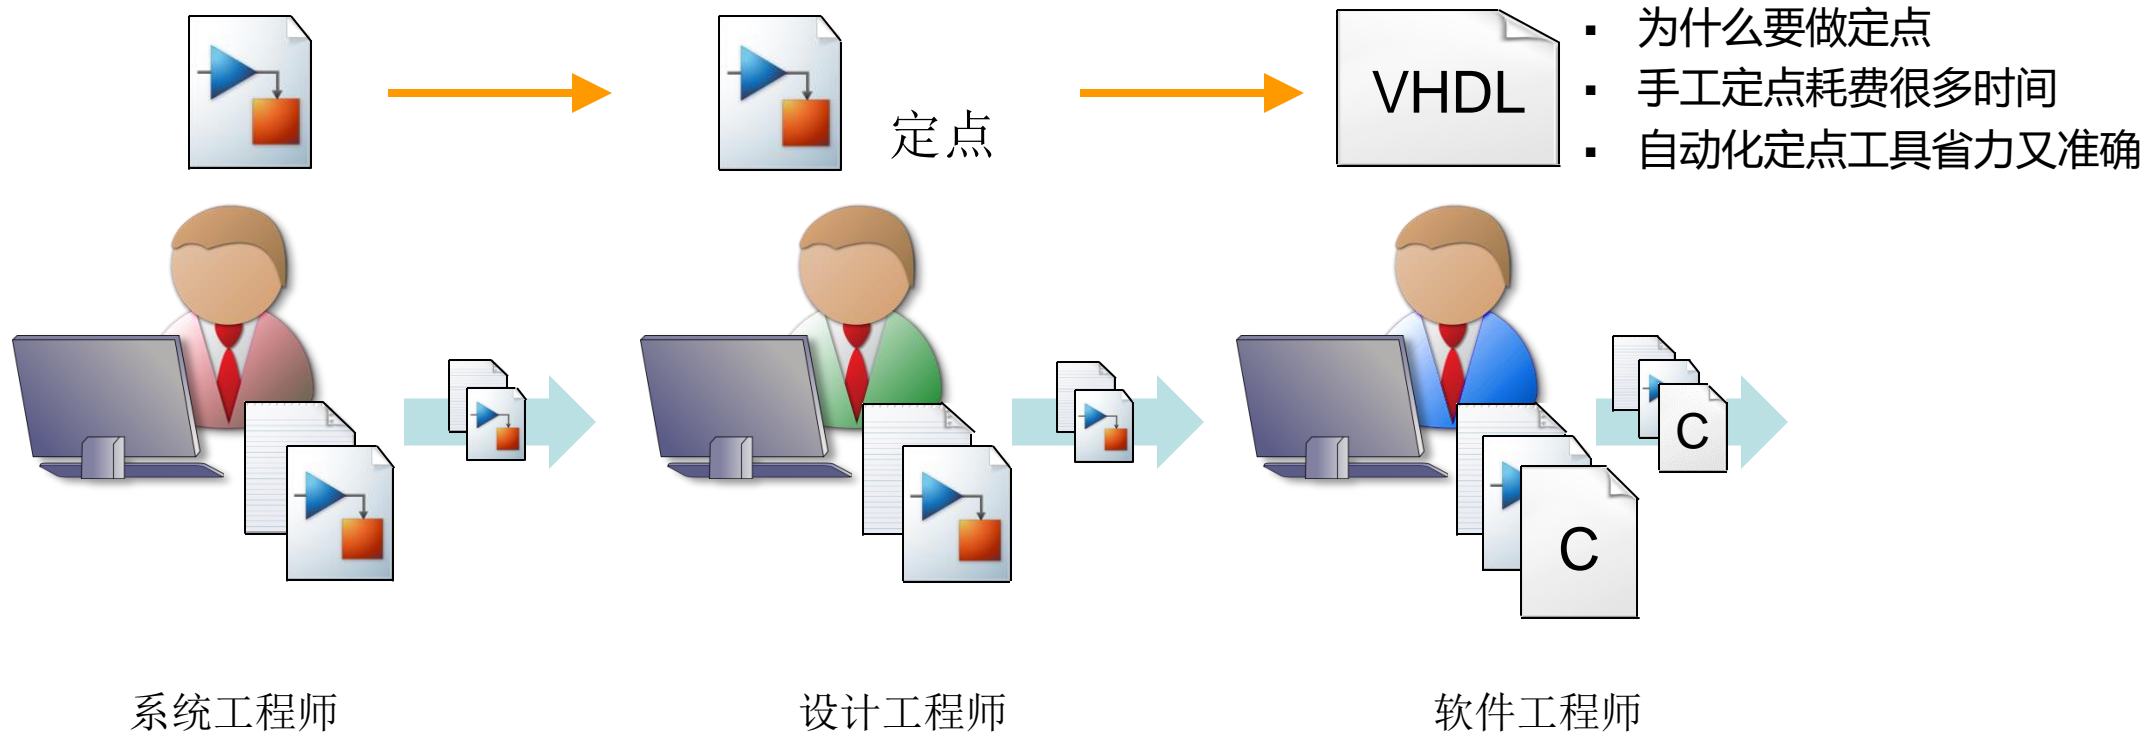 定点
VHDL
▪ 为什么要做定点
▪ 手工定点耗费很多时间
▪ 自动化定点工具省力又准确
C
C
系统工程师
设计工程师
软件工程师